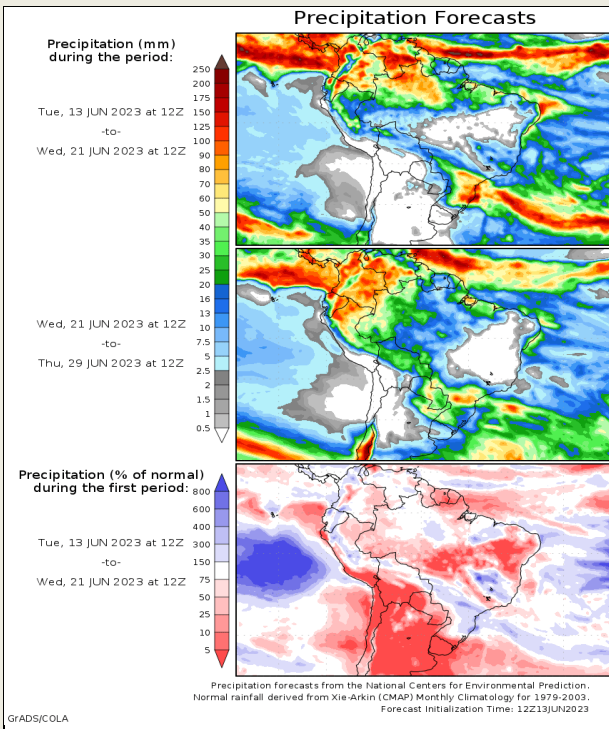 Precipitation Forecasts
Precipitation (mm)
during the period:
250
200
175
150
125
100
90
80
70
60
50
40
35
30
25
20
16
13
10
7.5
5
2.5
2
1.5
1
0.5
Tue, 13 JUN 2023 at 12Z
-to-
Wed, 21 JUN 2023 at 12Z
Wed, 21 JUN 2023 at 12Z
-to-
Thu, 29 JUN 2023 at 12Z
Precipitation (% of normal)
during the first period:
800
600
400
300
150
75
50
25
10
5
Tue, 13 JUN 2023 at 12Z
-to-
Wed, 21 JUN 2023 at 12Z
Precipitation forecasts from the National Centers for Environmental Prediction.
Normal rainfall derived from Xie-Arkin (CMAP) Monthly Climatology for 1979-2003.
Forecast Initialization Time: 12Z13JUN2023
GrADS/COLA